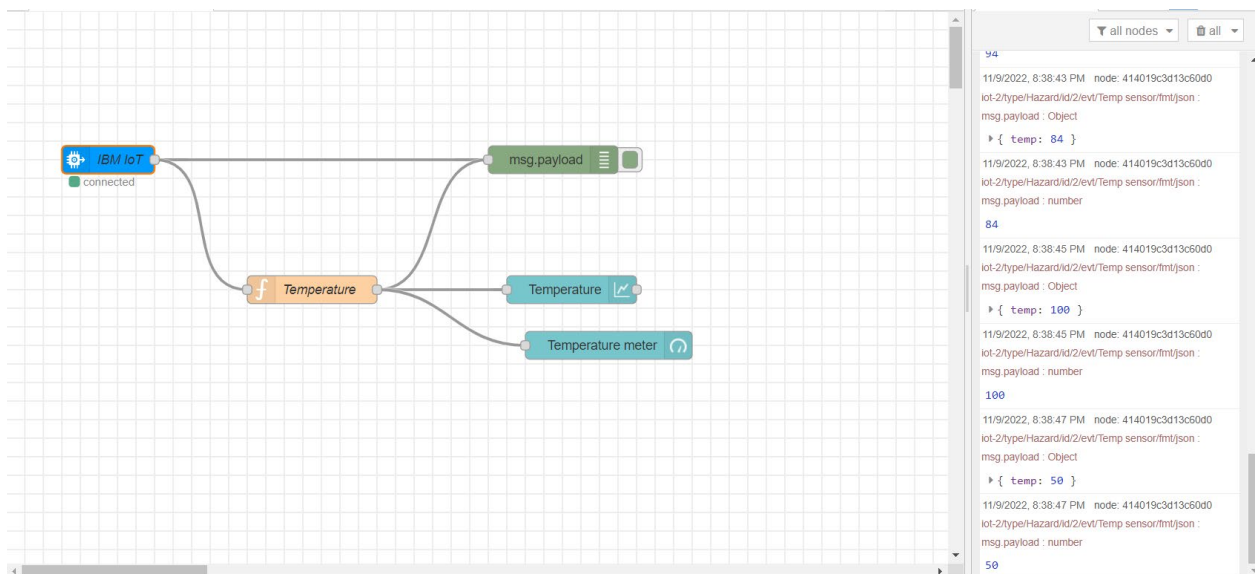 all nodes
all
IBM IoT
connected
msg.payload
Temperature
Temperature
Temperature meter
94
11/9/2022, 8:38:43 PM node: 414019c3d13c60d0
iot-2/type/Hazard/id/2/evt/Temp sensor/fmt/json :
msg.payload : Object
{ temp: 84 }
11/9/2022, 8:38:43 PM node: 414019c3d13c60d0
iot-2/type/Hazard/id/2/evt/Temp sensor/fmt/json :
msg.payload : number
84
11/9/2022, 8:38:45 PM node: 414019c3d13c60d0
iot-2/type/Hazard/id/2/evt/Temp sensor/fmt/json :
msg.payload : Object
{ temp: 100 }
11/9/2022, 8:38:45 PM node: 414019c3d13c60d0
iot-2/type/Hazard/id/2/evt/Temp sensor/fmt/json :
msg.payload : number
100
11/9/2022, 8:38:47 PM node: 414019c3d13c60d0
iot-2/type/Hazard/id/2/evt/Temp sensor/fmt/json :
msg.payload : Object
{ temp: 50 }
11/9/2022, 8:38:47 PM node: 414019c3d13c60d0
iot-2/type/Hazard/id/2/evt/Temp sensor/fmt/json :
msg.payload : number
50